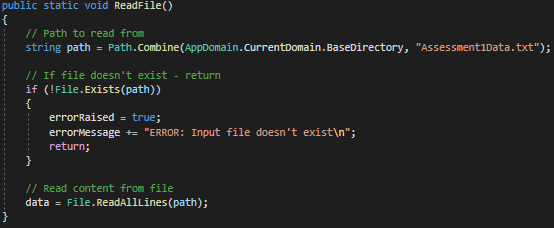 public static void ReadFile()
{
    // Path to read from
    string path = Path.Combine(AppDomain.CurrentDomain.BaseDirectory, "Assessment1Data.txt");

    // If file doesn't exist - return
    if (!File.Exists(path))
    {
        errorRaised = true;
        errorMessage += "ERROR: Input file doesn't exist\n";
        return;
    }

    // Read content from file
    data = File.ReadAllLines(path);
}